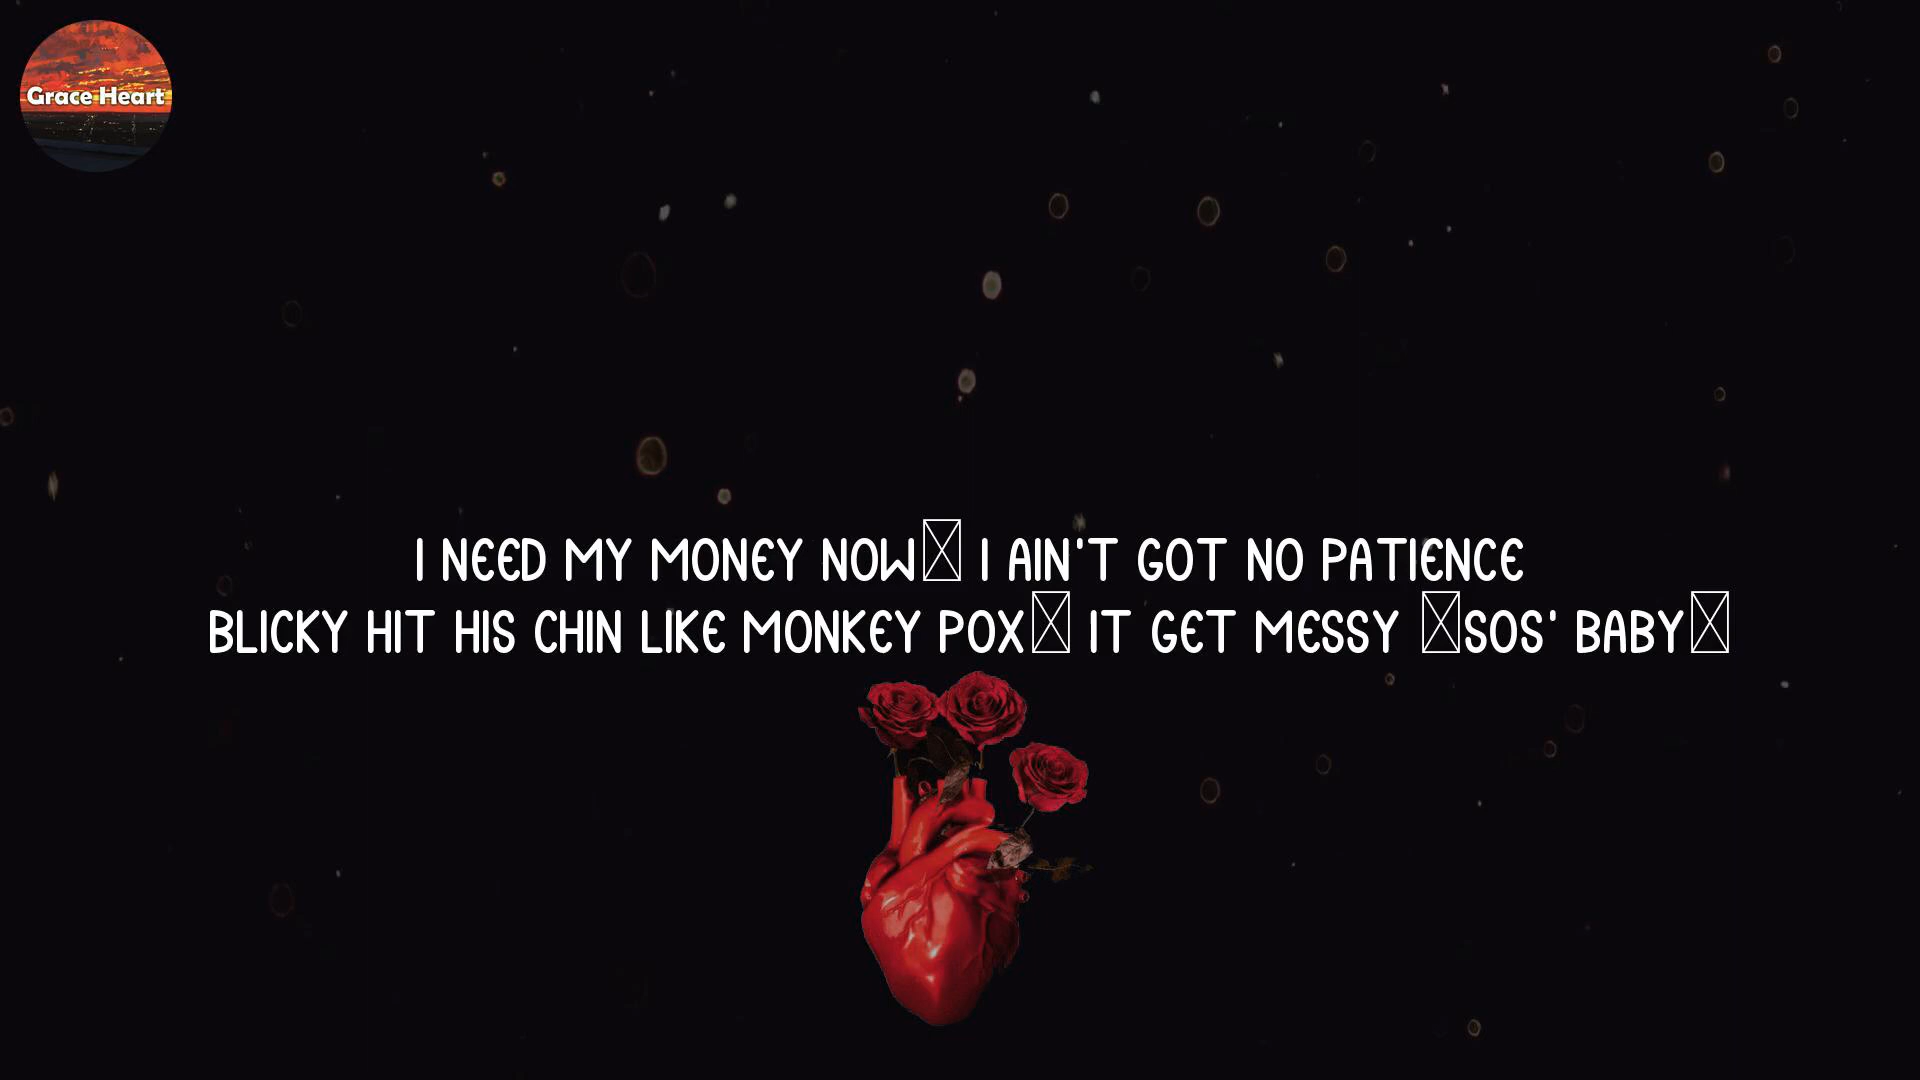 Grace Heart
I NEED MY MONEY NOW□ I AIN'T GOT NO PATIENCE
BLICKY HIT HIS CHIN LIKE MONKEY POX□ IT GET MESSY □SOS' BABY□